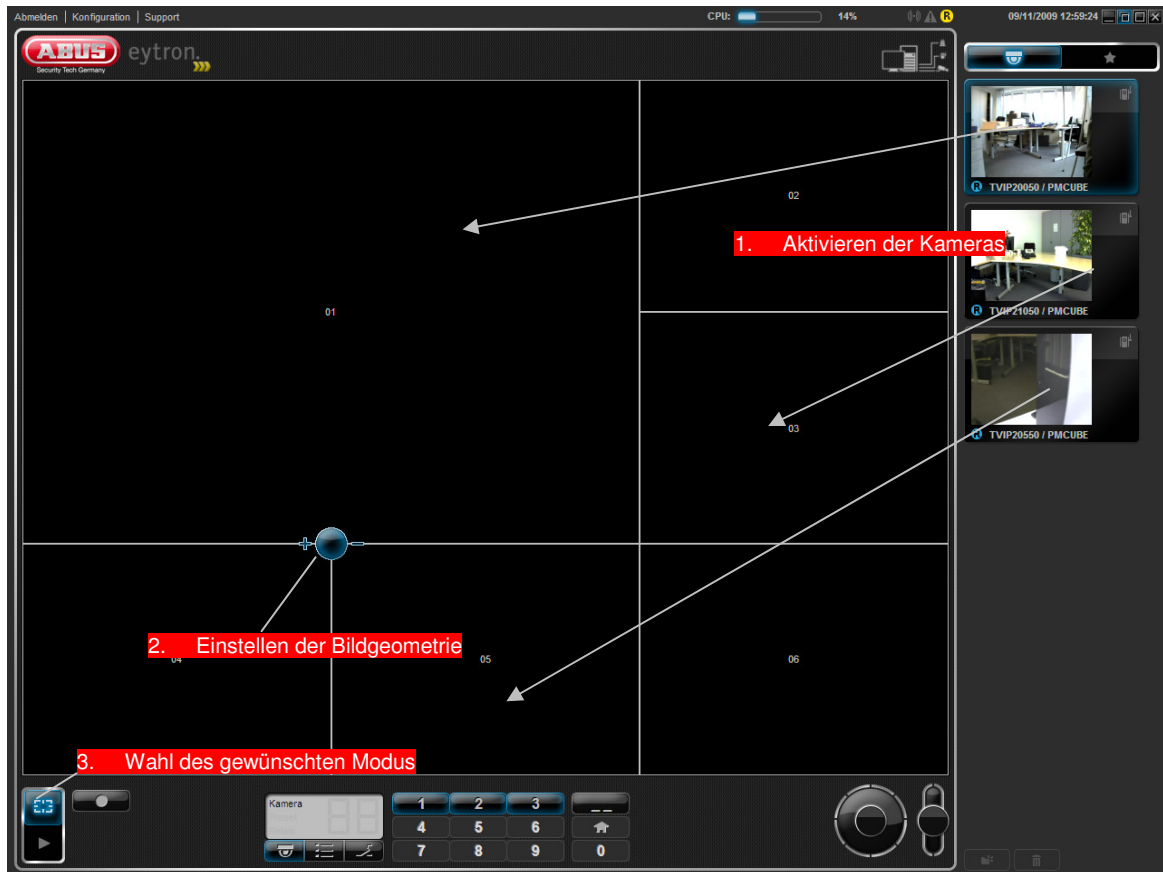 Abmelden | Konfiguration | Support
CPU: 14%
R
09/11/2009 12:59:24
ABUS
Security Tech Germany
eytron
TVIP20050 / PMCUBE
02
1. Aktivieren der Kameras
01
TVIP21050 / PMCUBE
03
TVIP20550 / PMCUBE
2. Einstellen der Bildgeometrie
04
05
06
3. Wahl des gewünschten Modus
Kamera
1 2 3 _ _
4 5 6
7 8 9 0